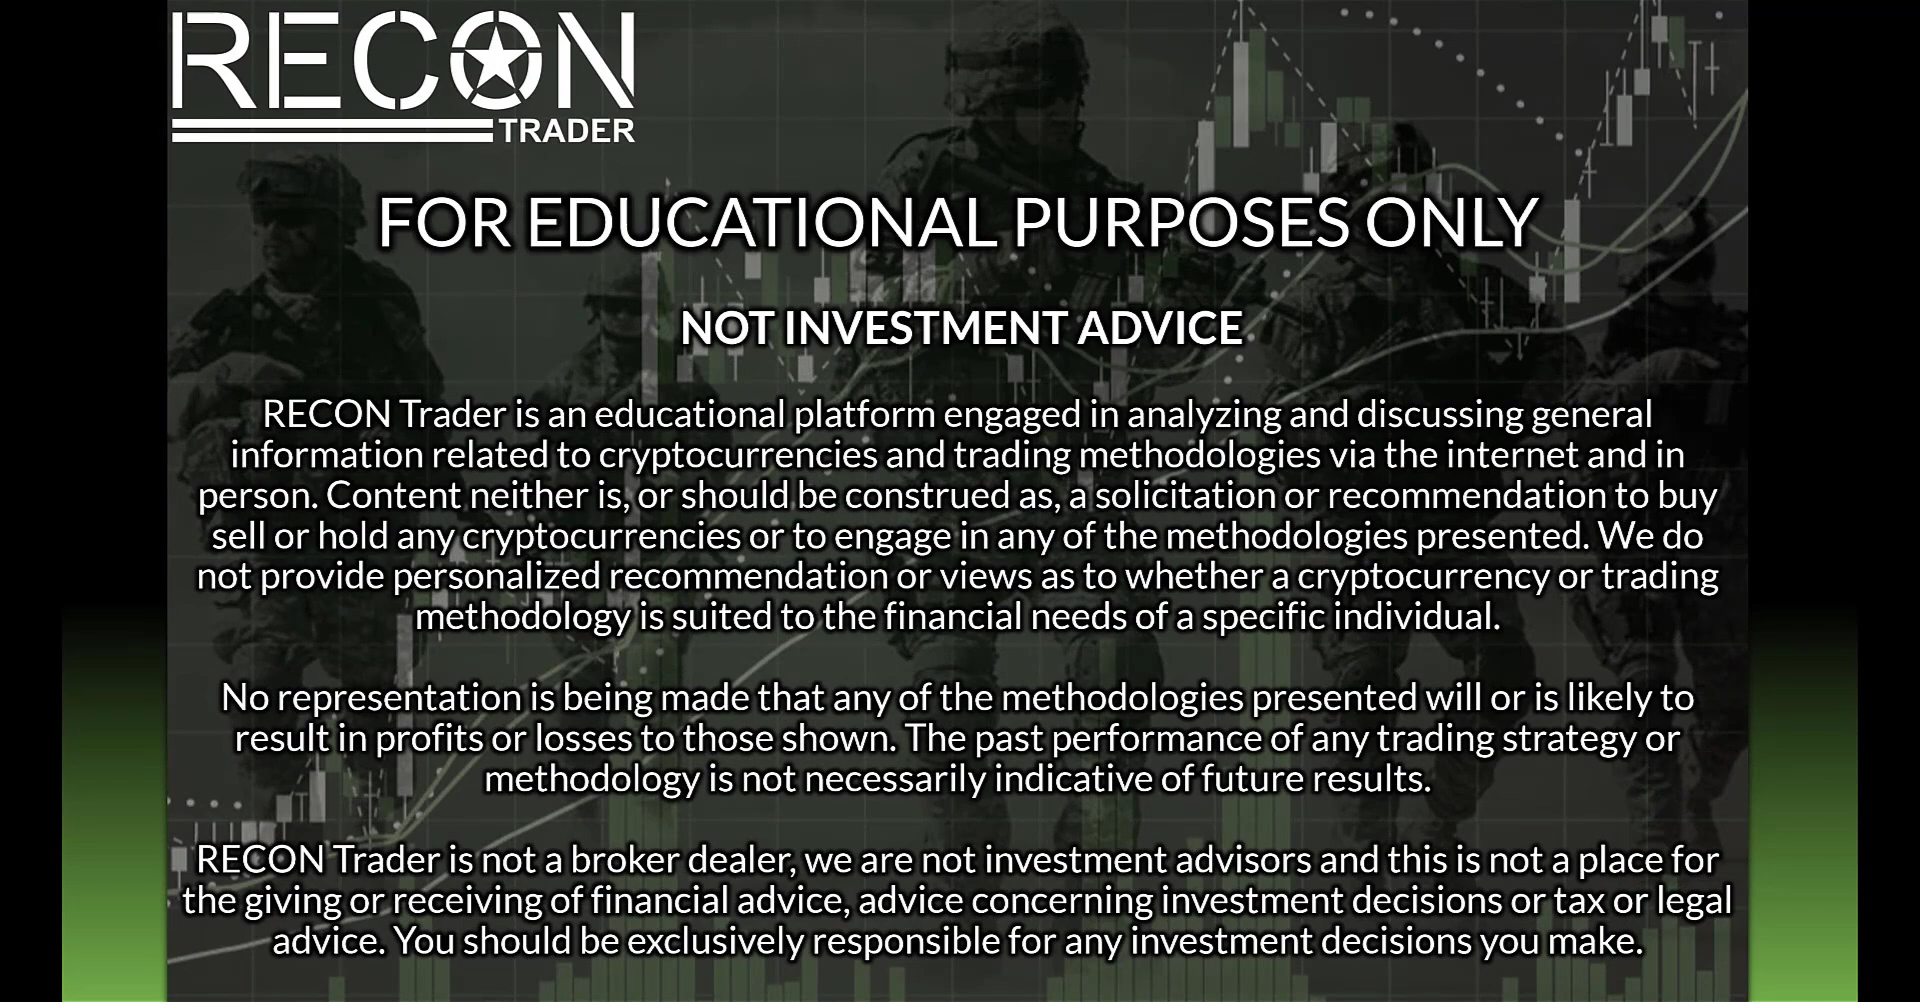 RECON
TRADER
FOR EDUCATIONAL PURPOSES ONLY
NOT INVESTMENT ADVICE
RECON Trader is an educational platform engaged in analyzing and discussing general
information related to cryptocurrencies and trading methodologies via the internet and in
person. Content neither is, or should be construed as, a solicitation or recommendation to buy
sell or hold any cryptocurrencies or to engage in any of the methodologies presented. We do
not provide personalized recommendation or views as to whether a cryptocurrency or trading
methodology is suited to the financial needs of a specific individual.
No representation is being made that any of the methodologies presented will or is likely to
result in profits or losses to those shown. The past performance of any trading strategy or
methodology is not necessarily indicative of future results.
RECON Trader is not a broker dealer, we are not investment advisors and this is not a place for
the giving or receiving of financial advice, advice concerning investment decisions or tax or legal
advice. You should be exclusively responsible for any investment decisions you make.